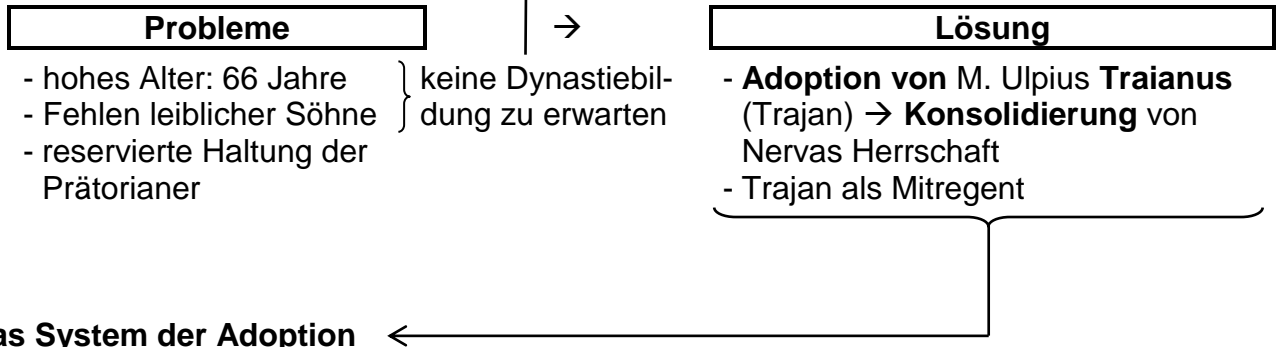 Probleme
→
Lösung
- hohes Alter: 66 Jahre
- Fehlen leiblicher Söhne
- reservierte Haltung der
Prätorianer
keine Dynastiebil-
dung zu erwarten
- Adoption von M. Ulpius Traianus
(Trajan) → Konsolidierung von
Nervas Herrschaft
- Trajan als Mitregent
as System der Adoption